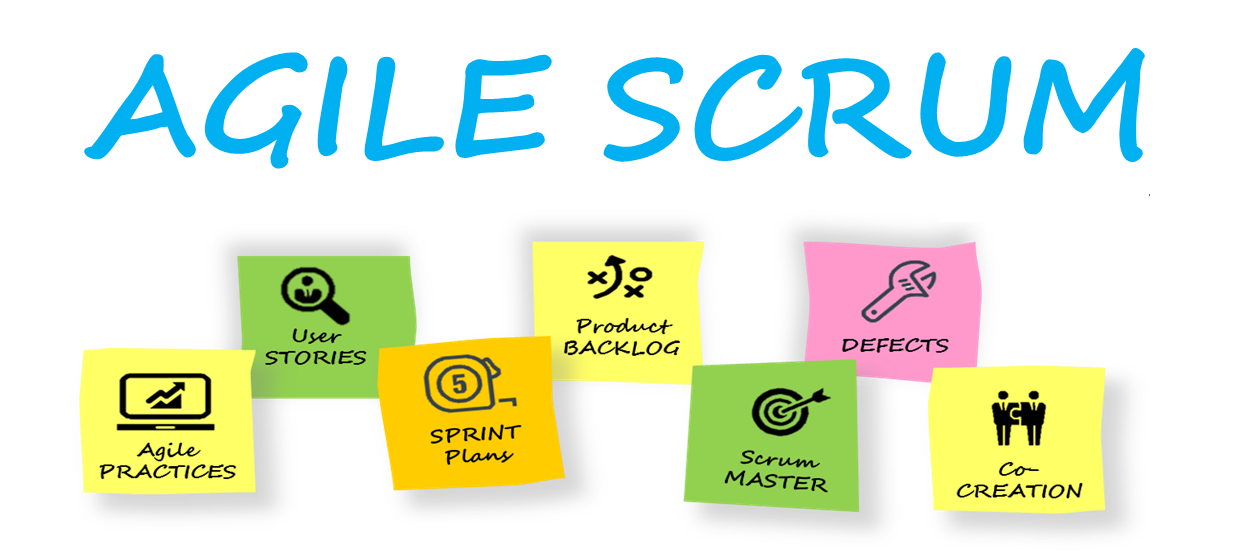 AGILE SCRUM
User
STORIES
Product
BACKLOG
DEFECTS
Agile
PRACTICES
5
SPRINT
Plans
Scrum
MASTER
Co-
CREATION